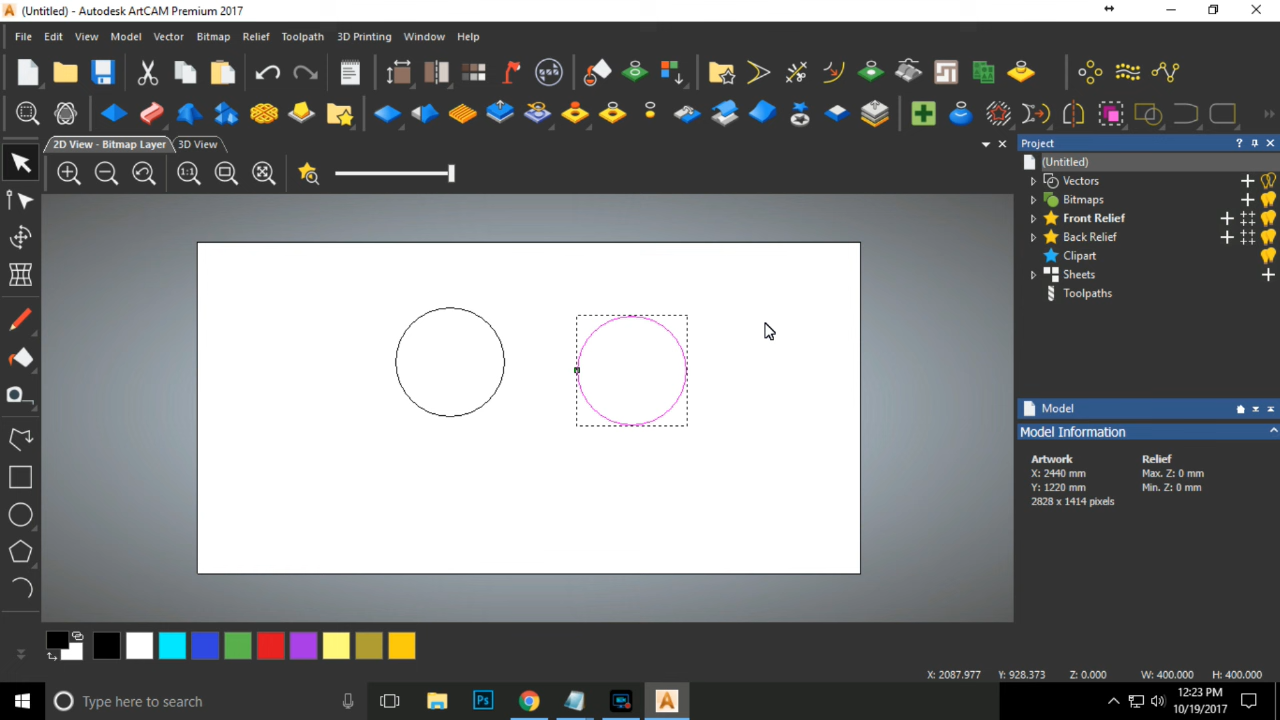 (Untitled) - Autodesk ArtCAM Premium 2017
File Edit View Model Vector Bitmap Relief Toolpath 3D Printing Window Help
2D View - Bitmap Layer 3D View
1:1
Project
(Untitled)
Vectors
Bitmaps
Front Relief
Back Relief
Clipart
Sheets
Toolpaths
Model
Model Information
Artwork Relief
X: 2440 mm Max. Z: 0 mm
Y: 1220 mm Min. Z: 0 mm
2828 x 1414 pixels
X: 2087.977 Y: 928.373 Z: 0.000 W: 400.000 H: 400.000
Type here to search
Ps
12:23 PM
10/19/2017